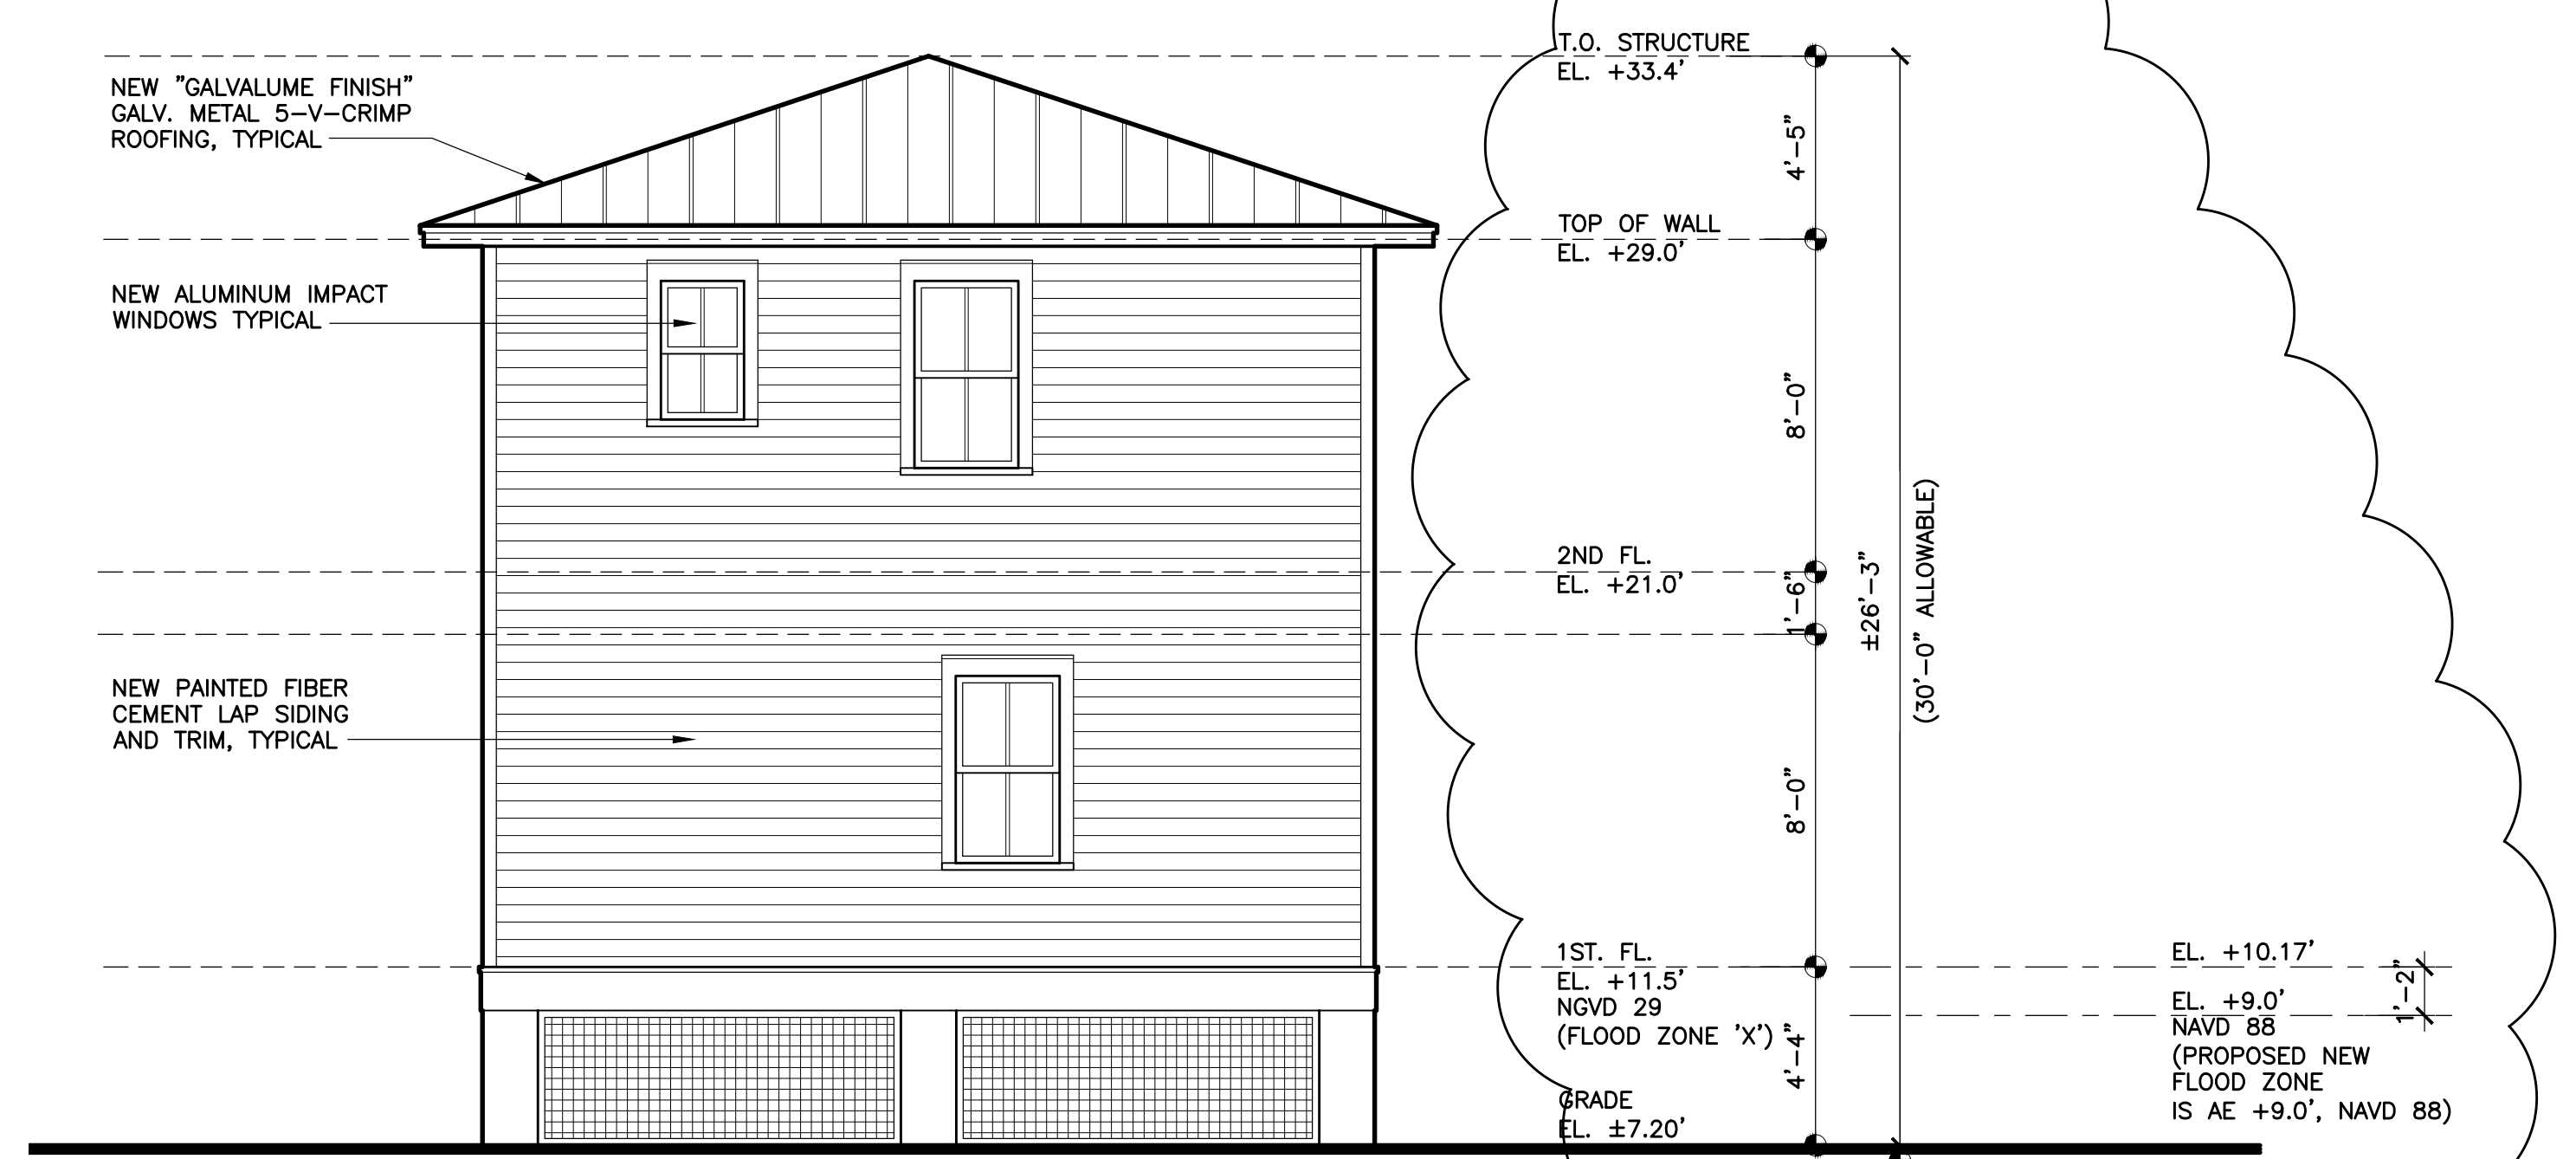 NEW "GALVALUME FINISH"
GALV. METAL 5-V-CRIMP
ROOFING, TYPICAL
NEW ALUMINUM IMPACT
WINDOWS TYPICAL
NEW PAINTED FIBER
CEMENT LAP SIDING
AND TRIM, TYPICAL
T.O. STRUCTURE
EL. +33.4'
4'-5"
TOP OF WALL
EL. +29.0'
8'-0"
2ND FL.
EL. +21.0'
1'-6"
±26'-3"
(30'-0" ALLOWABLE)
8'-0"
1ST. FL.
EL. +11.5'
NGVD 29
(FLOOD ZONE 'X')
4'-4"
GRADE
EL. ±7.20'
EL. +10.17'
1'-2"
EL. +9.0'
NAVD 88
(PROPOSED NEW
FLOOD ZONE
IS AE +9.0', NAVD 88)